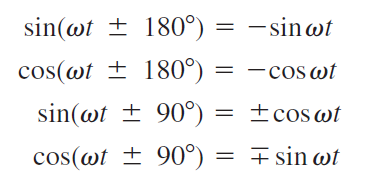 sin(ωt ± 180°) = −sin ωt
cos(ωt ± 180°) = −cos ωt
sin(ωt ± 90°) = ±cos ωt
cos(ωt ± 90°) = ∓ sin ωt